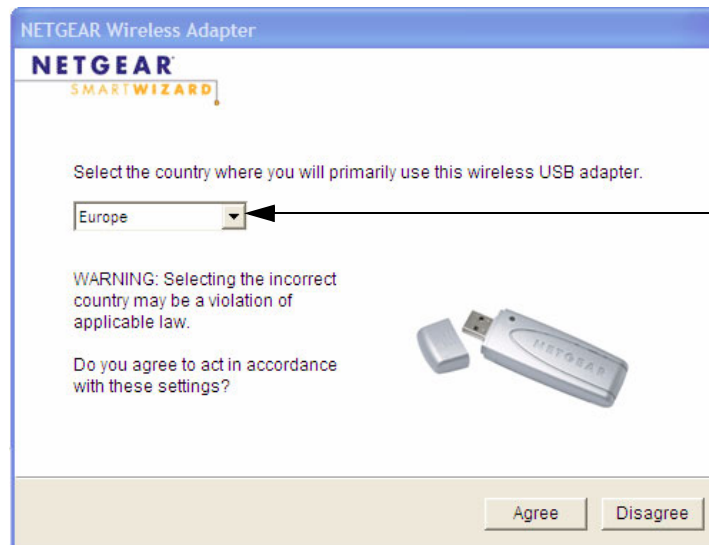 NETGEAR Wireless Adapter
NETGEAR
SMARTWIZARD
Select the country where you will primarily use this wireless USB adapter.
Europe
WARNING: Selecting the incorrect
country may be a violation of
applicable law.
Do you agree to act in accordance
with these settings?
NETGEAR
Agree
Disagree